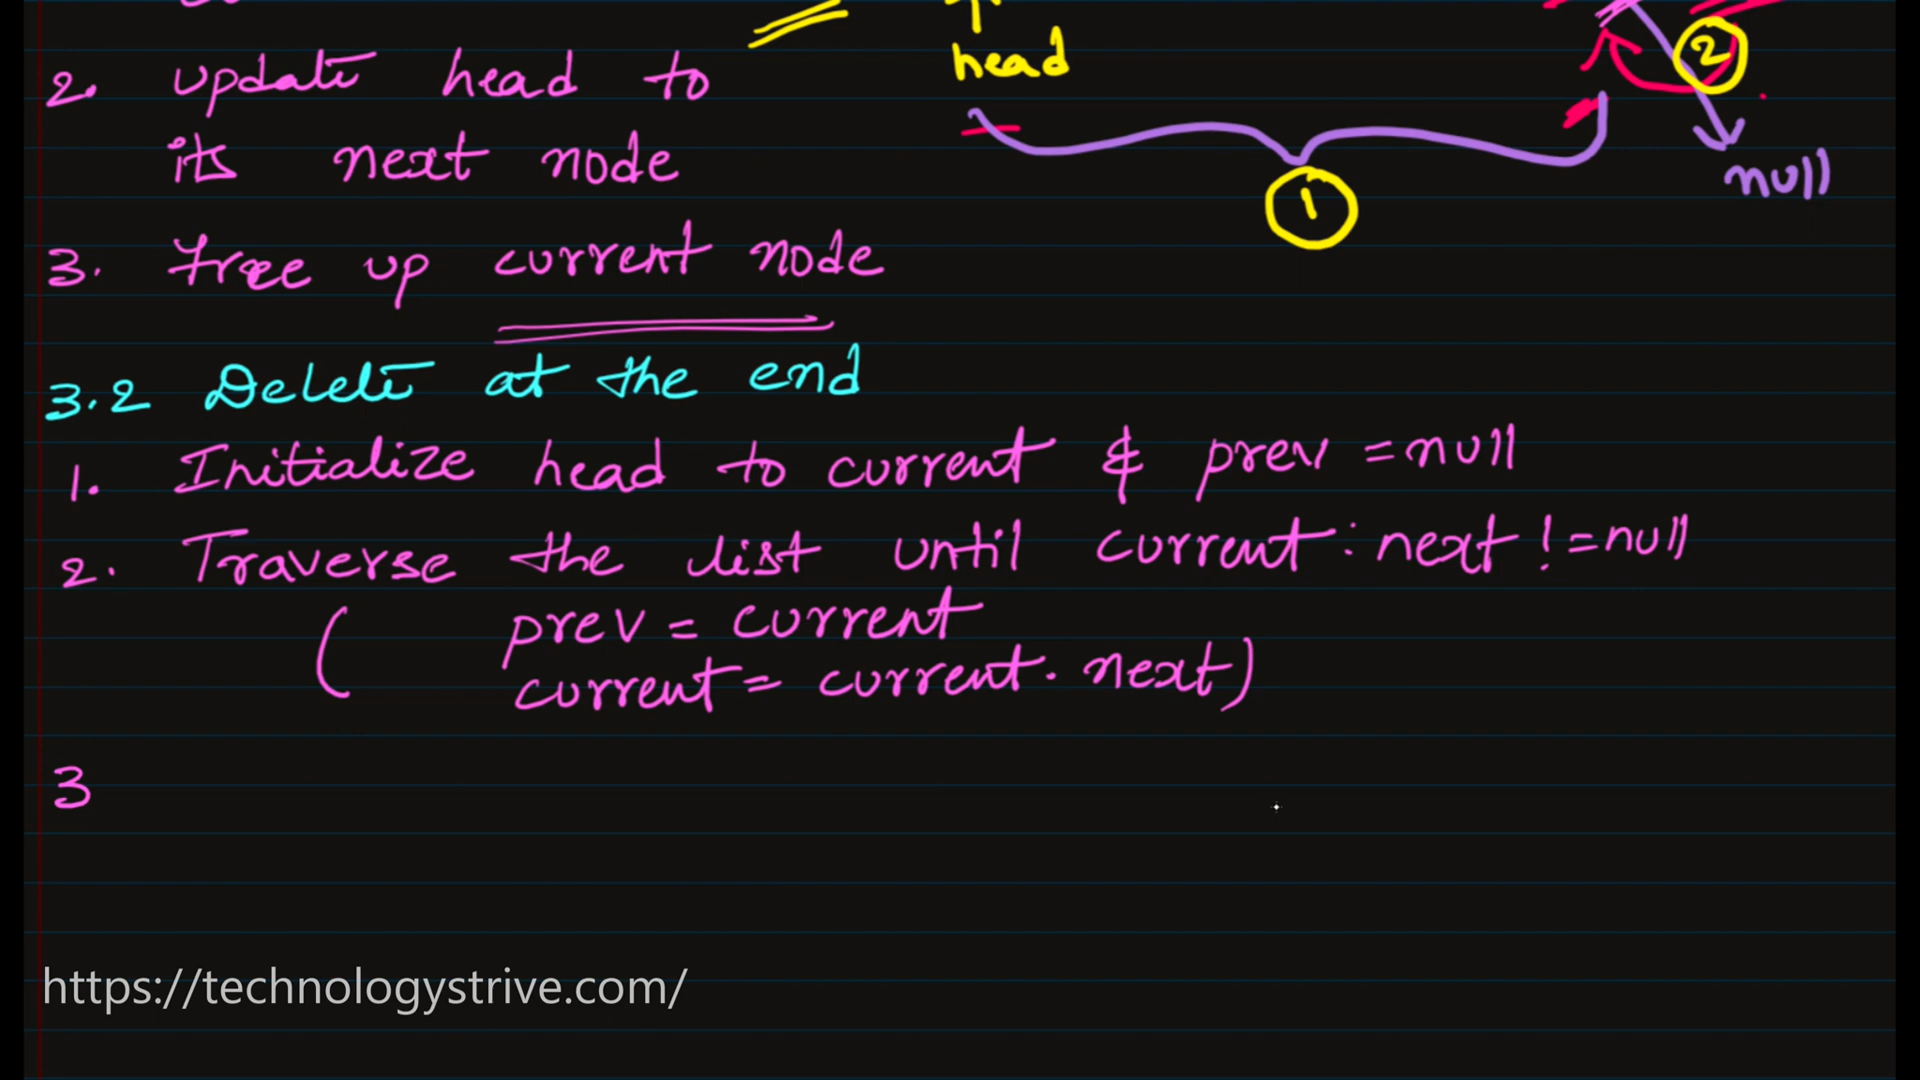 2. update head to
its next node
3. free up current node
head
2
1
null
3.2 Delete at the end
1. Initialize head to current & prev = null
2. Traverse the list until current. next != null
( prev = current
current = current. next)
3
https://technologystrive.com/